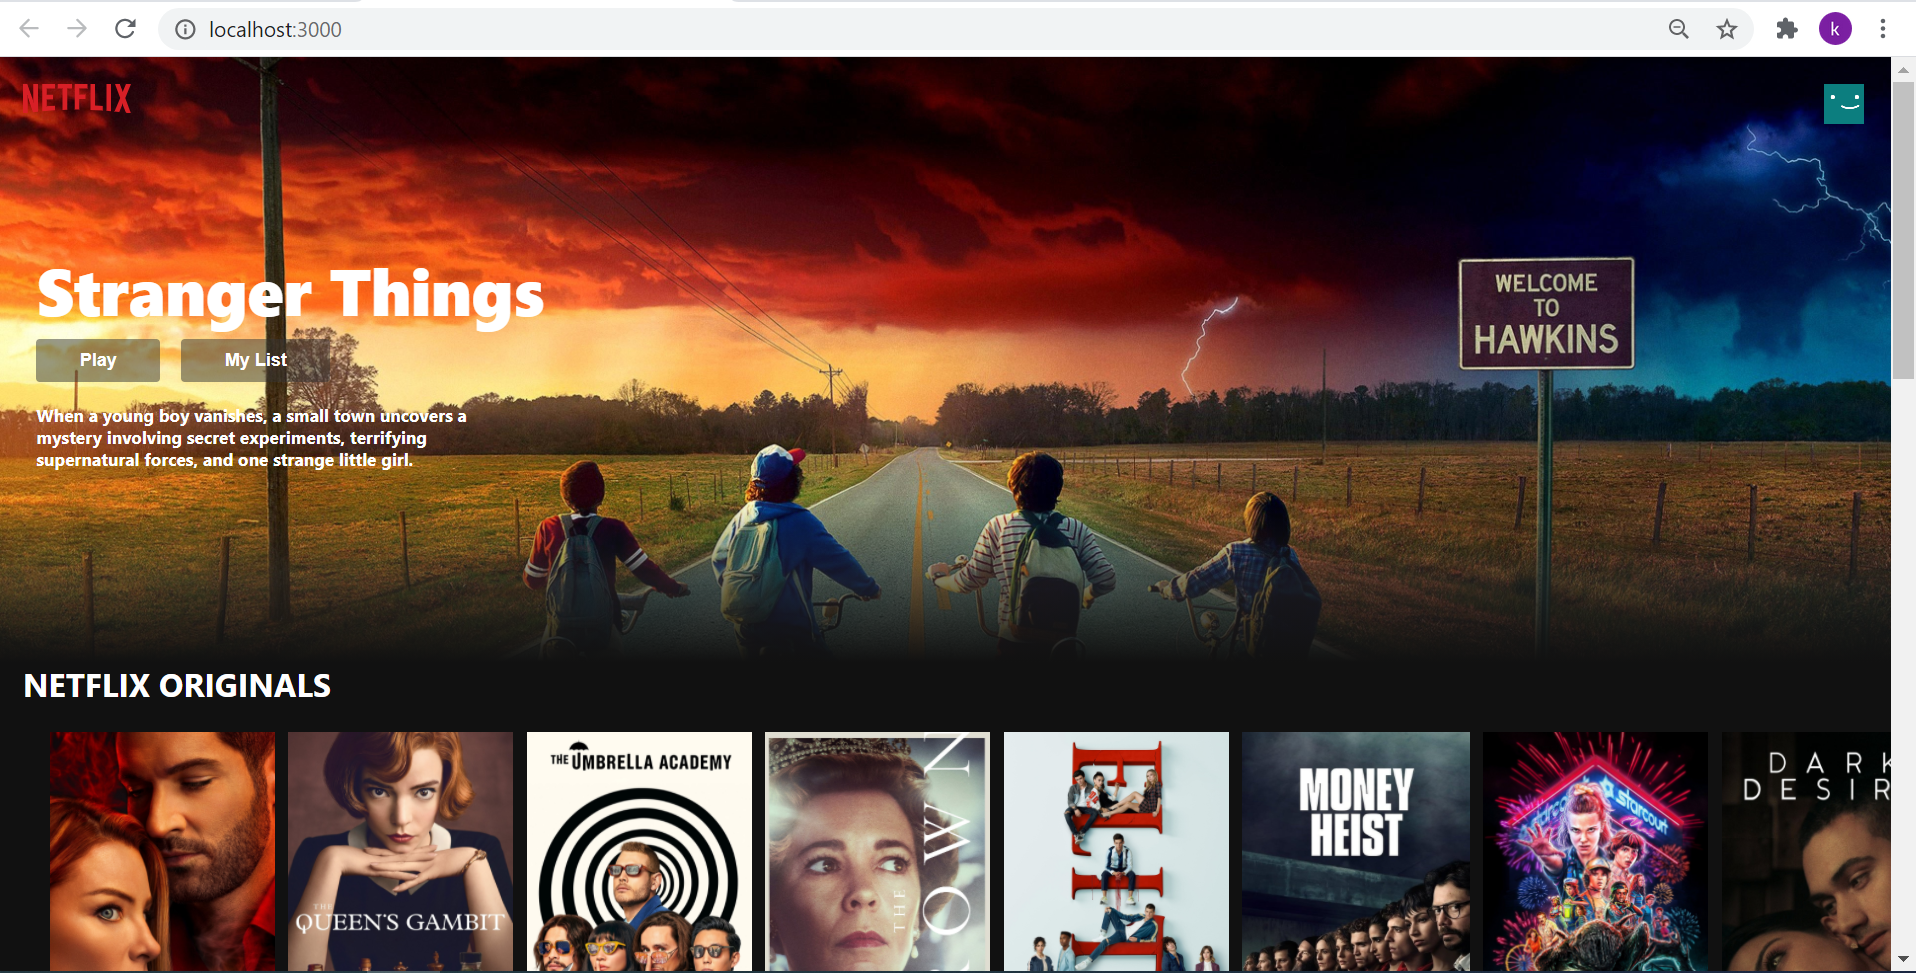 localhost:3000
k
NETFLIX
WELCOME
TO
HAWKINS
Stranger Things
Play
My List
When a young boy vanishes, a small town uncovers a
mystery involving secret experiments, terrifying
supernatural forces, and one strange little girl.
NETFLIX ORIGINALS
THE
QUEEN'S GAMBIT
THE UMBRELLA ACADEMY
THE
MONEY
HEIST
starcourt
DARK
DESIR